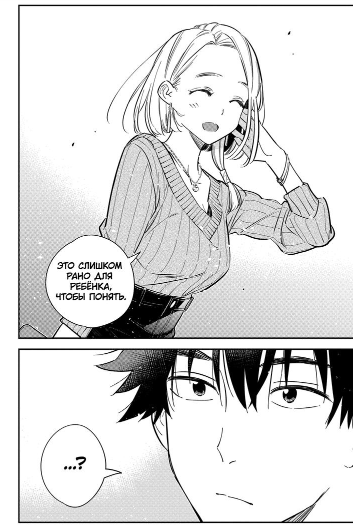 ЭТО СЛИШКОМ
РАНО ДЛЯ
РЕБЁНКА,
ЧТОБЫ ПОНЯТЬ.
...?